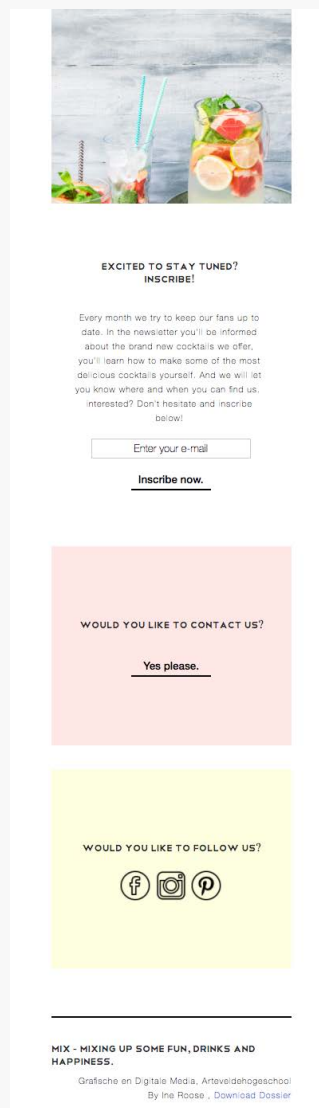 EXCITED TO STAY TUNED?
INSCRIBE!
Every month we try to keep our fans up to
date. In the newsletter you'll be informed
about the brand new cocktails we offer,
you'll learn how to make some of the most
delicious cocktails yourself. And we will let
you know where and when you can find us.
interested? Don't hesitate and inscribe
below!
Enter your e-mail
Inscribe now.
WOULD YOU LIKE TO CONTACT US?
Yes please.
WOULD YOU LIKE TO FOLLOW US?
MIX - MIXING UP SOME FUN, DRINKS AND
HAPPINESS.
Grafische en Digitale Media, Arteveldehogeschool
By Ine Roose , Download Dossier